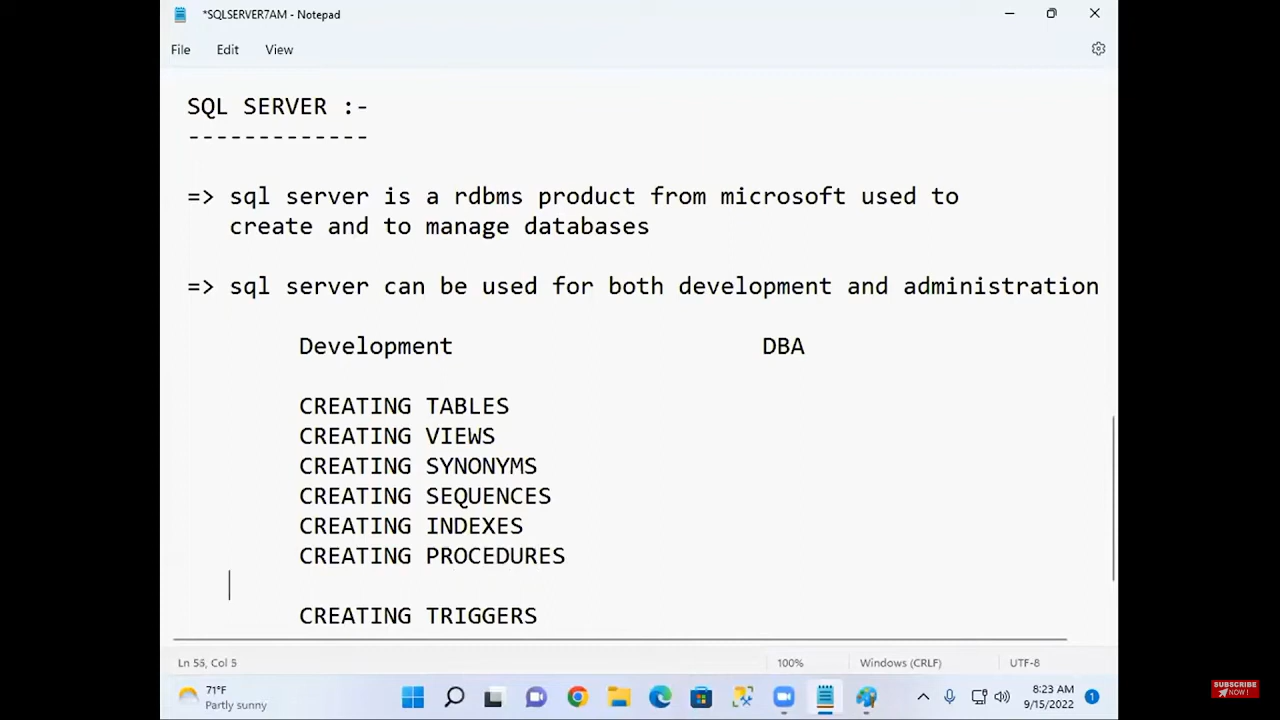 *SQLSERVER7AM - Notepad
File Edit View
SQL SERVER :-
-------------
=> sql server is a rdbms product from microsoft used to
create and to manage databases
=> sql server can be used for both development and administration
Development DBA
CREATING TABLES
CREATING VIEWS
CREATING SYNONYMS
CREATING SEQUENCES
CREATING INDEXES
CREATING PROCEDURES
CREATING TRIGGERS
Ln 55, Col 5 100% Windows (CRLF) UTF-8
71°F
Partly sunny
8:23 AM
9/15/2022
1
SUBSCRIBE
NOW !